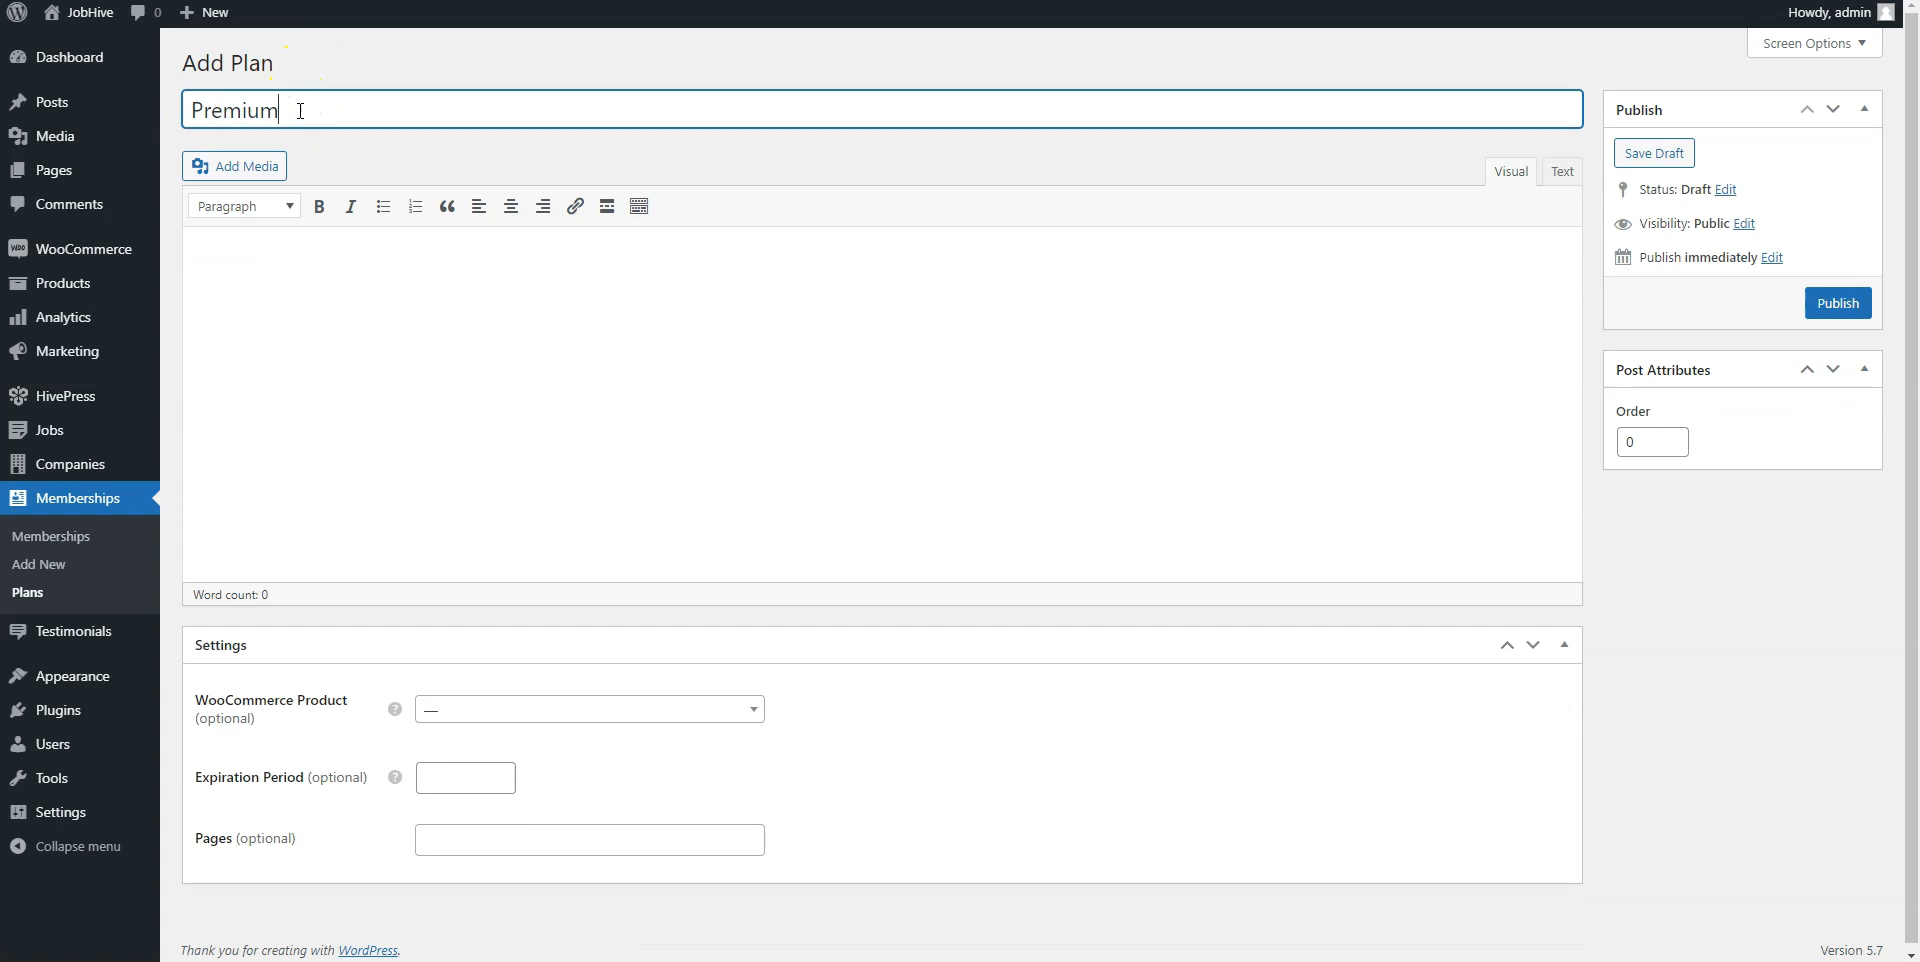 JobHive
0
New
Howdy, admin
Screen Options
Dashboard
Posts
Media
Pages
Comments
WooCommerce
Products
Analytics
Marketing
HivePress
Jobs
Companies
Memberships
Memberships
Add New
Plans
Testimonials
Appearance
Plugins
Users
Tools
Settings
Collapse menu
Add Plan
Premium
Add Media
Visual
Text
Paragraph
Word count: 0
Settings
WooCommerce Product
(optional)
—
Expiration Period (optional)
Pages (optional)
Publish
Save Draft
Status: Draft Edit
Visibility: Public Edit
Publish immediately Edit
Publish
Post Attributes
Order
0
Thank you for creating with WordPress.
Version 5.7